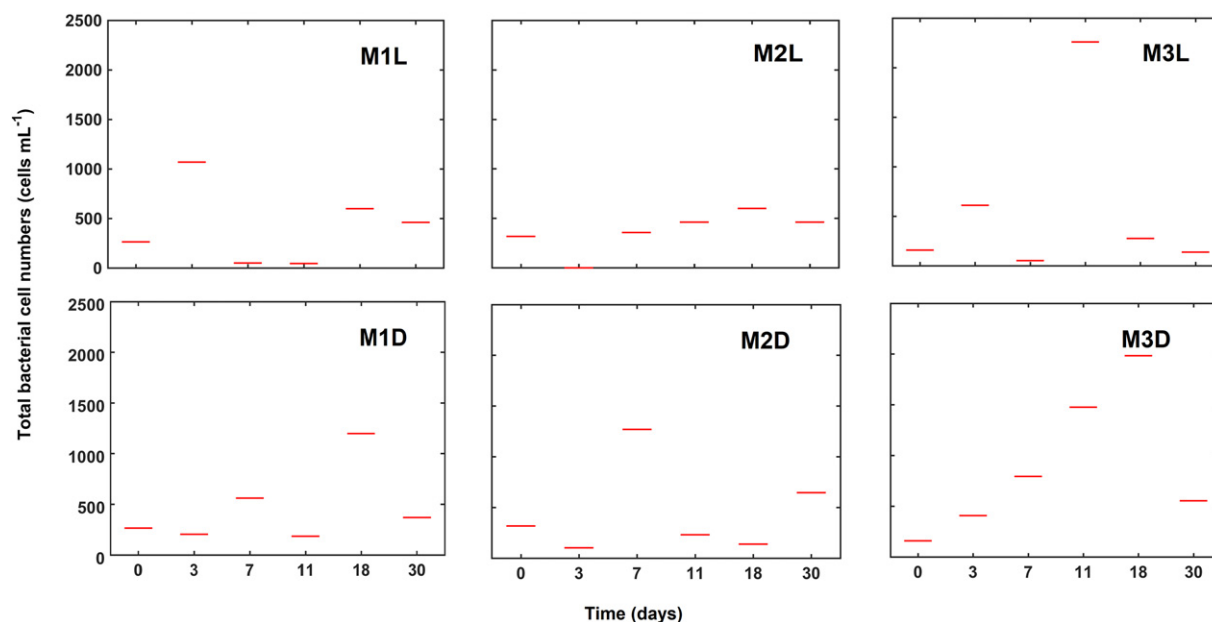 Total bacterial cell numbers (cells mL⁻¹)
2500
2000
1500
1000
500
0
M1L
M2L
M3L
2500
2000
1500
1000
500
0
M1D
M2D
M3D
0 3 7 11 18 30
0 3 7 11 18 30
0 3 7 11 18 30
Time (days)